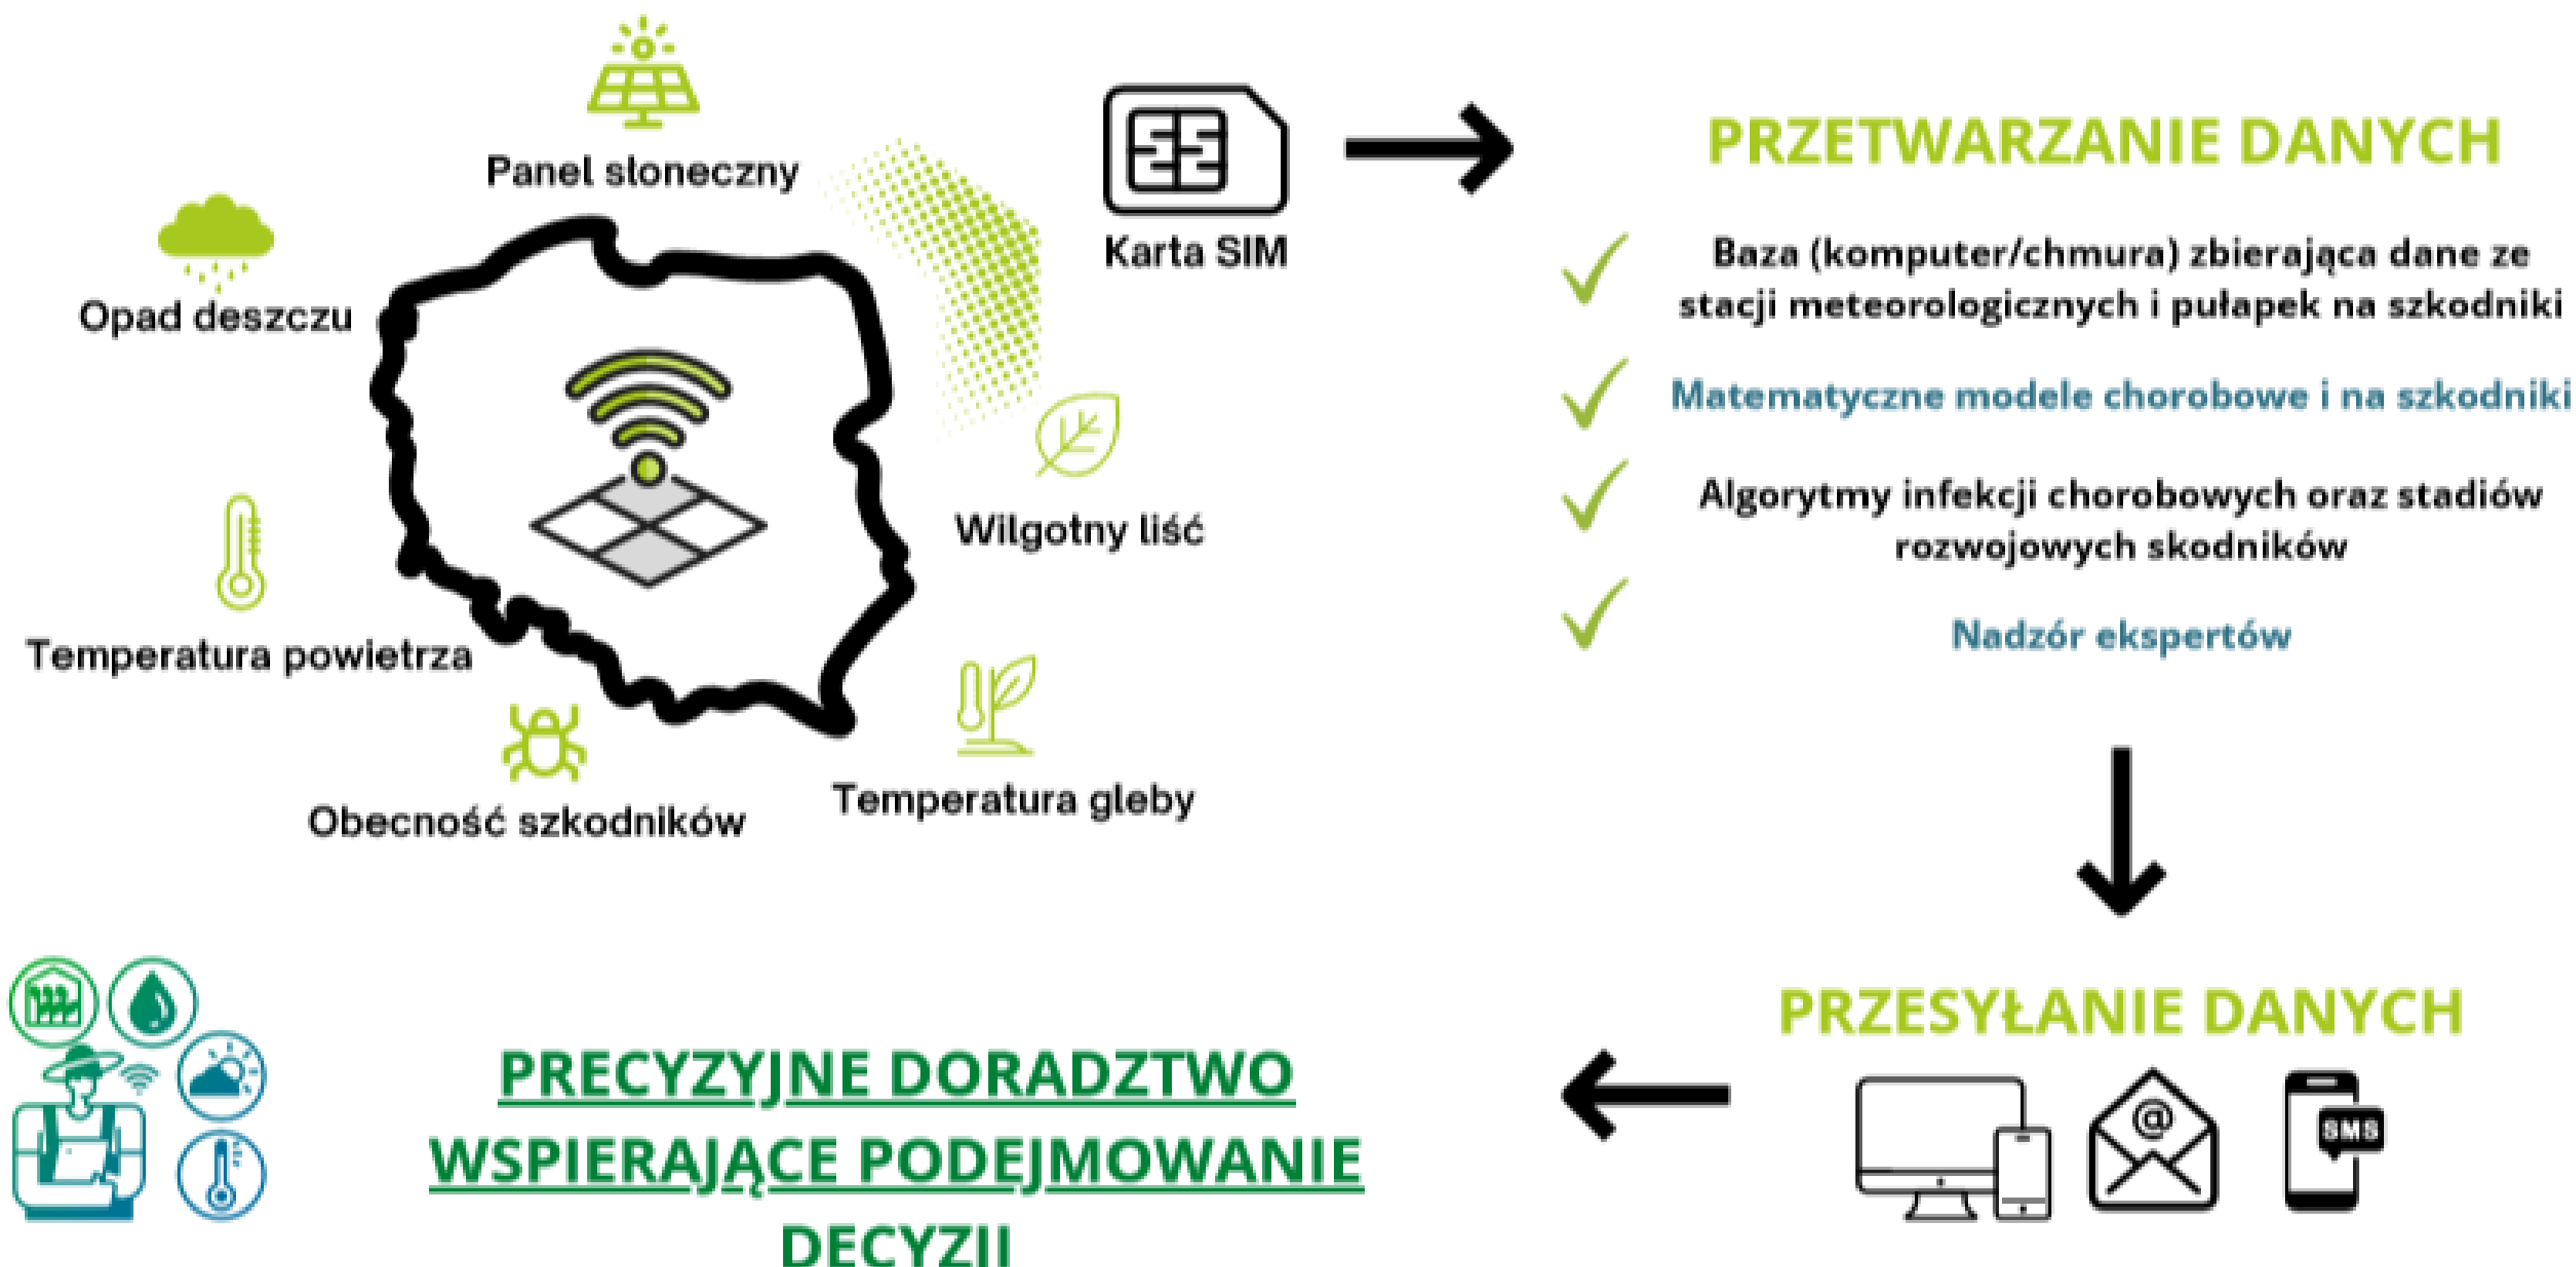 Panel słoneczny
Opad deszczu
Karta SIM
Wilgotny liść
Temperatura powietrza
Temperatura gleby
Obecność szkodników
PRZETWARZANIE DANYCH
Baza (komputer/chmura) zbierająca dane ze
stacji meteorologicznych i pułapek na szkodniki
Matematyczne modele chorobowe i na szkodniki
Algorytmy infekcji chorobowych oraz stadiów
rozwojowych skodników
Nadzór ekspertów
PRZESYŁANIE DANYCH
@
SMS
PRECYZYJNE DORADZTWO
WSPIERAJĄCE PODEJMOWANIE
DECYZJI